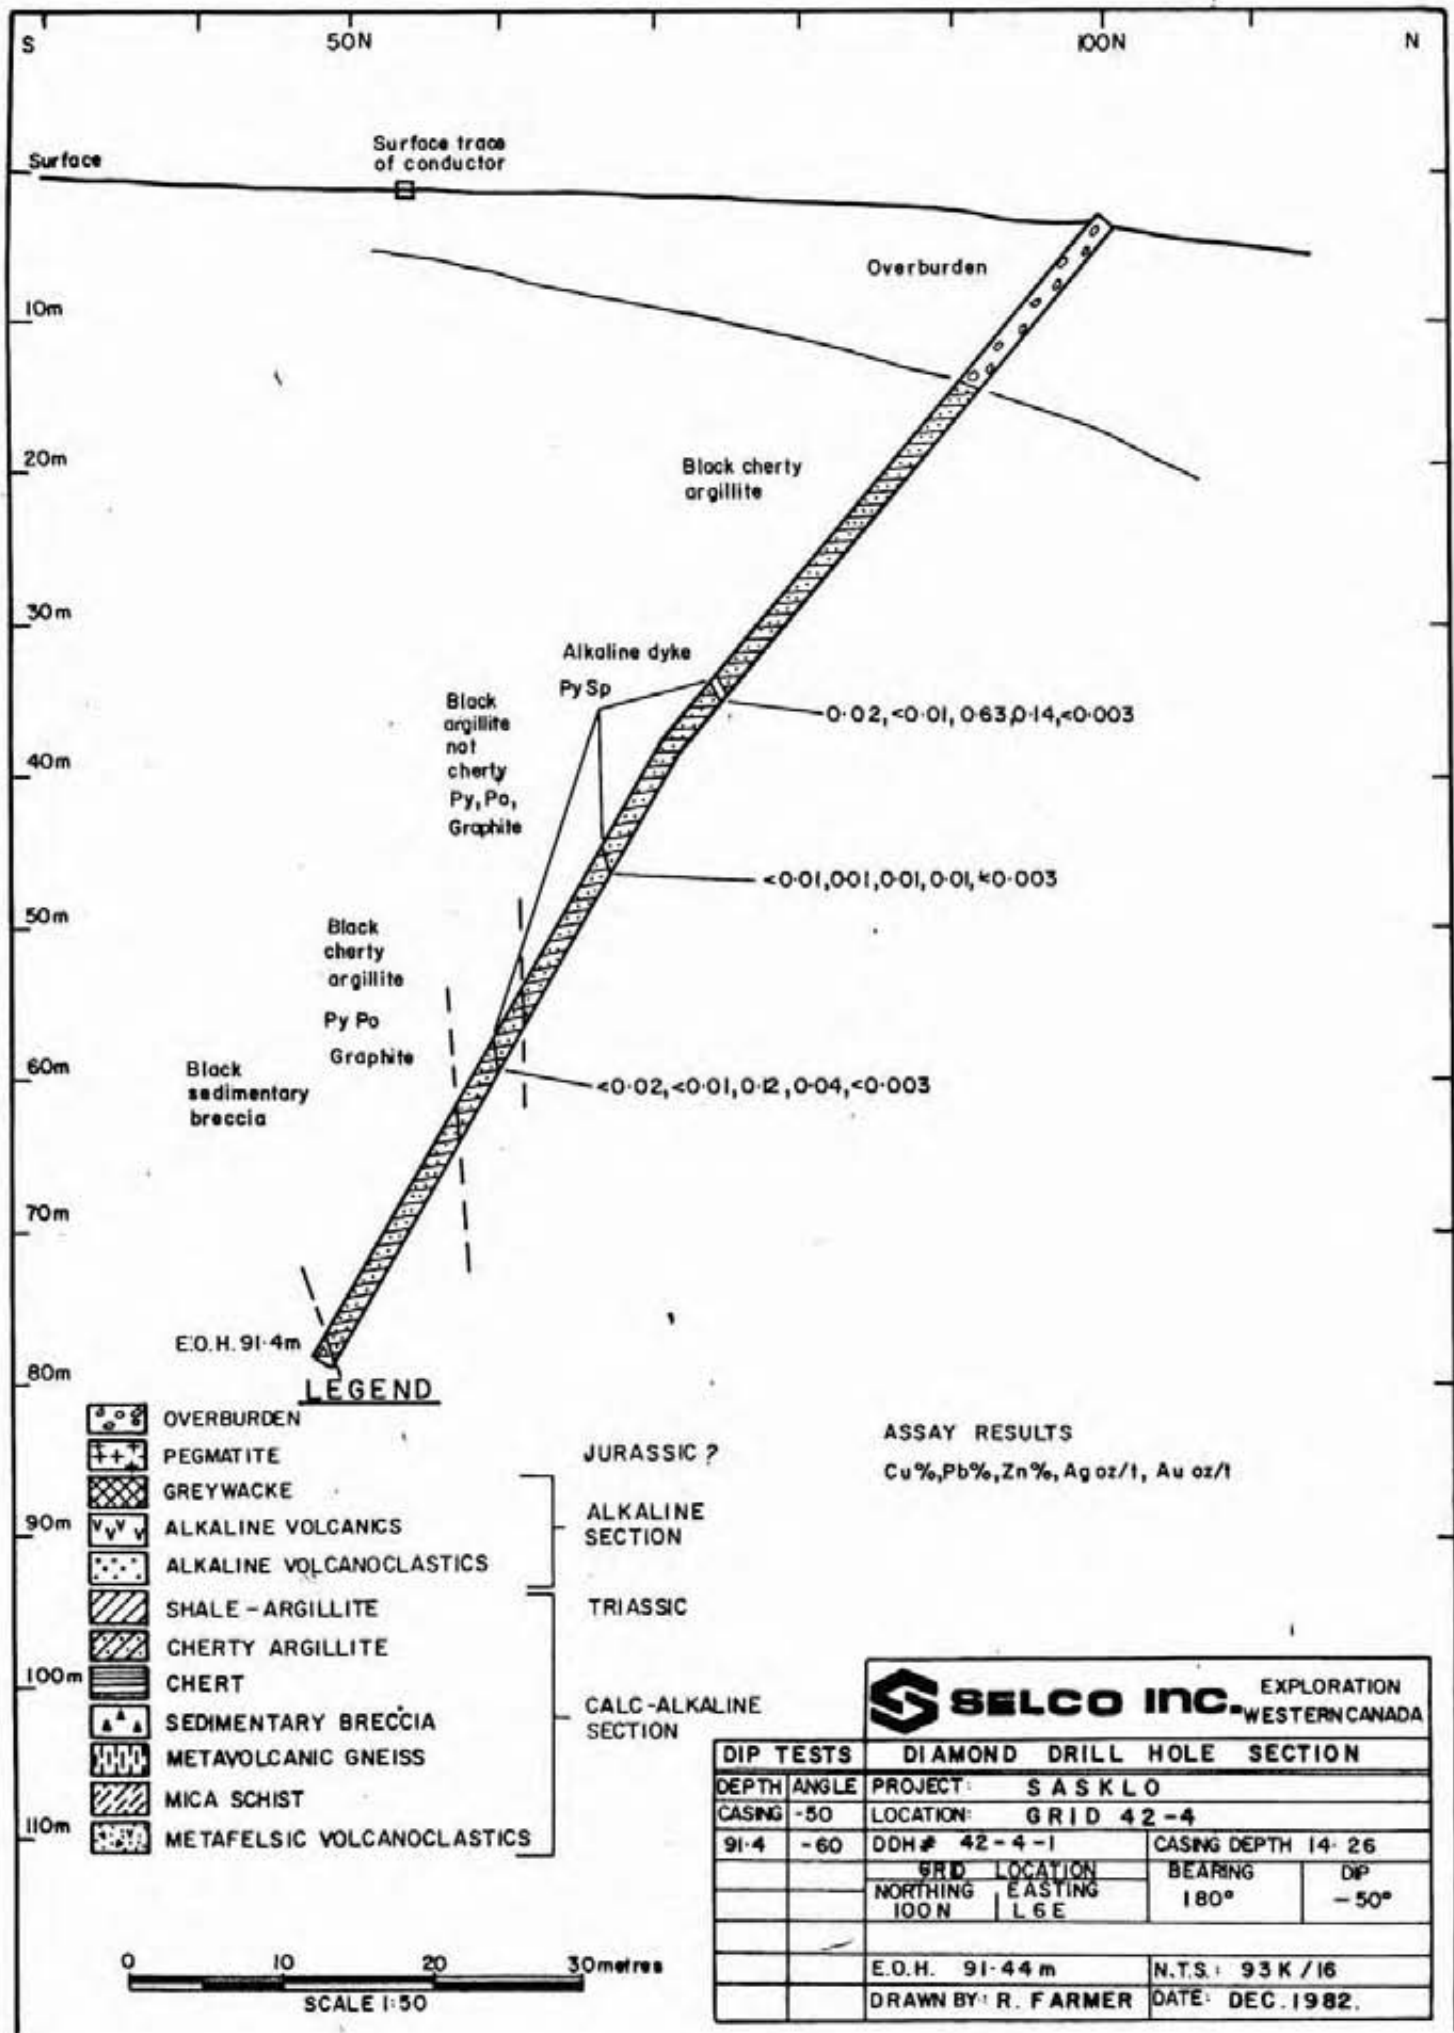 S
50N
100N
N
Surface
Surface trace
of conductor
Overburden
10m
20m
Black cherty
argillite
30m
Alkaline dyke
Py Sp
Black
argillite
not
cherty
Py, Po,
Graphite
0·02, <0·01, 0·63, 0·14, <0·003
40m
<0·01, 001, 0·01, 0·01, <0·003
50m
Black
cherty
argillite
Py Po
Graphite
60m
Black
sedimentary
breccia
<0·02, <0·01, 0·12, 0·04, <0·003
70m
E.O.H. 91·4m
80m
LEGEND
OVERBURDEN
PEGMATITE
JURASSIC ?
GREYWACKE
90m
ALKALINE VOLCANICS
ALKALINE
SECTION
ALKALINE VOLCANOCLASTICS
SHALE - ARGILLITE
TRIASSIC
CHERTY ARGILLITE
100m
CHERT
SEDIMENTARY BRECCIA
CALC-ALKALINE
SECTION
METAVOLCANIC GNEISS
MICA SCHIST
110m
METAFELSIC VOLCANOCLASTICS
ASSAY RESULTS
Cu%, Pb%, Zn%, Ag oz/t, Au oz/t
SELCO INC. EXPLORATION
WESTERN CANADA
DIP TESTS DIAMOND DRILL HOLE SECTION
DEPTH ANGLE PROJECT: SASKLO
CASING -50 LOCATION: GRID 42-4
91·4 -60 DDH# 42-4-1 CASING DEPTH 14·26
GRID LOCATION BEARING DIP
NORTHING EASTING 180° -50°
100N L6E
E.O.H. 91·44 m N.T.S.: 93 K / 16
DRAWN BY: R. FARMER DATE: DEC. 1982.
0 10 20 30 metres
SCALE 1:50